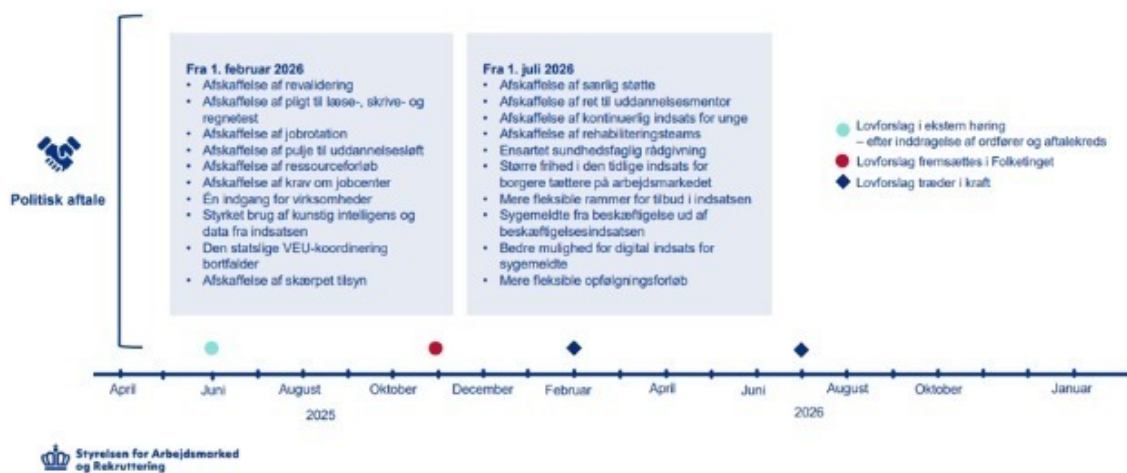 Politisk aftale
Fra 1. februar 2026
• Afskaffelse af revalidering
• Afskaffelse af pligt til læse-, skrive- og
regnetest
• Afskaffelse af jobrotation
• Afskaffelse af pulje til uddannelsesløft
• Afskaffelse af ressourceforløb
• Afskaffelse af krav om jobcenter
• Én indgang for virksomheder
• Styrket brug af kunstig intelligens og
data fra indsatsen
• Den statslige VEU-koordinering
bortfalder
• Afskaffelse af skærpet tilsyn
Fra 1. juli 2026
• Afskaffelse af særlig støtte
• Afskaffelse af ret til uddannelsesmentor
• Afskaffelse af kontinuerlig indsats for unge
• Afskaffelse af rehabiliteringsteams
• Ensartet sundhedsfaglig rådgivning
• Større frihed i den tidlige indsats for
borgere tættere på arbejdsmarkedet
• Mere fleksible rammer for tilbud i indsatsen
• Sygemeldte fra beskæftigelse ud af
beskæftigelsesindsatsen
• Bedre mulighed for digital indsats for
sygemeldte
• Mere fleksible opfølgningsforløb
Lovforslag i ekstern høring
– efter inddragelse af ordfører og aftalekreds
Lovforslag fremsættes i Folketinget
Lovforslag træder i kraft
April Juni August Oktober December Februar April Juni August Oktober Januar
2025 2026
Styrelsen for Arbejdsmarked
og Rekruttering